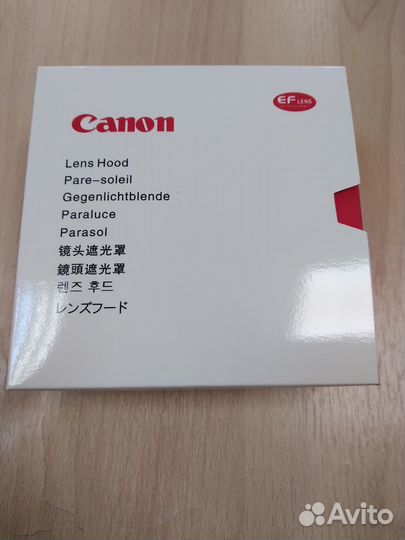 Canon
EF LENS
Lens Hood
Pare-soleil
Gegenlichtblende
Paraluce
Parasol
镜头遮光罩
鏡頭遮光罩
렌즈 후드
レンズフード
Avito